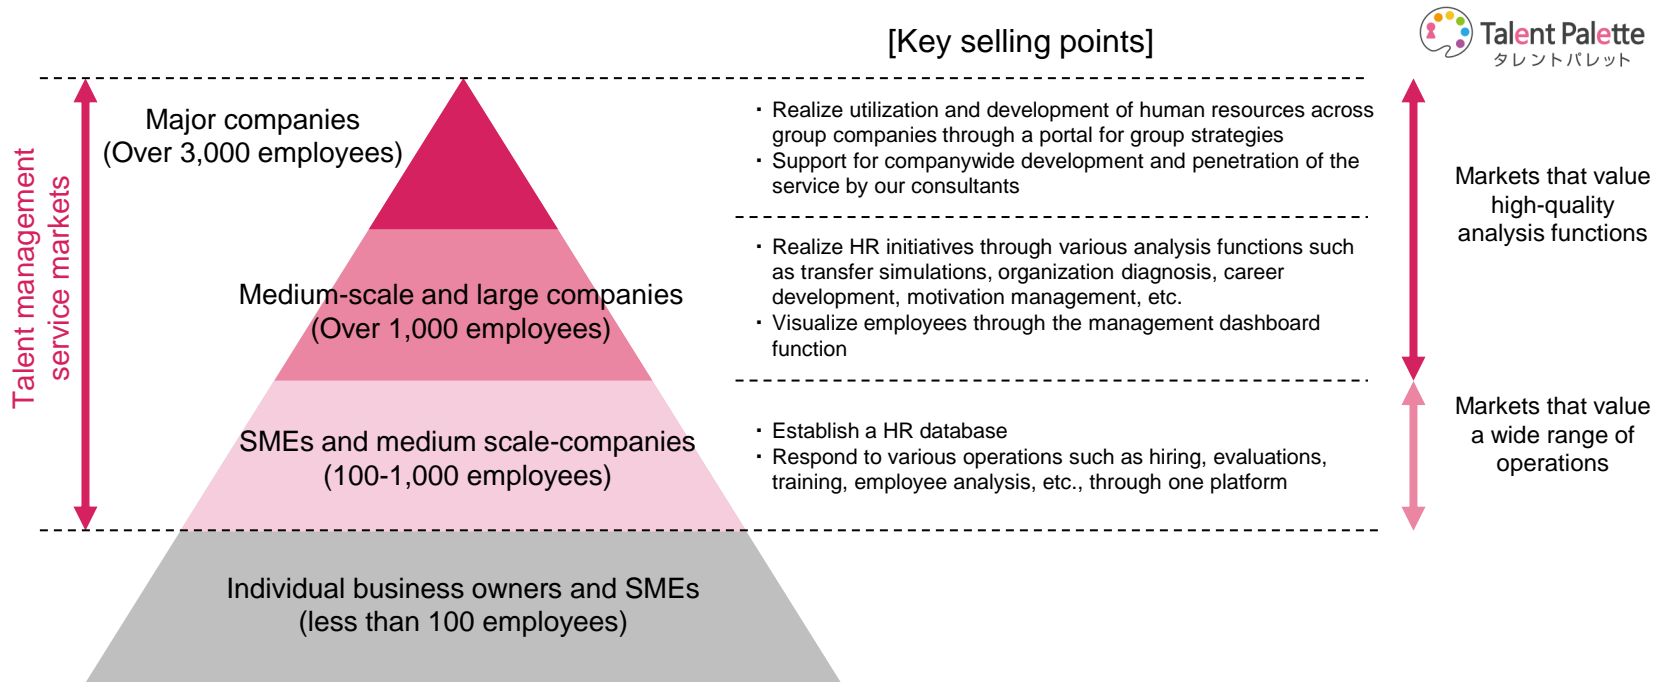 [Key selling points]
Talent Palette
タレントパレット
Talent management
service markets
Major companies
(Over 3,000 employees)
・Realize utilization and development of human resources across
group companies through a portal for group strategies
・Support for companywide development and penetration of the
service by our consultants
Markets that value
high-quality
analysis functions
Medium-scale and large companies
(Over 1,000 employees)
・Realize HR initiatives through various analysis functions such
as transfer simulations, organization diagnosis, career
development, motivation management, etc.
・Visualize employees through the management dashboard
function
SMEs and medium scale-companies
(100-1,000 employees)
・Establish a HR database
・Respond to various operations such as hiring, evaluations,
training, employee analysis, etc., through one platform
Markets that value
a wide range of
operations
Individual business owners and SMEs
(less than 100 employees)